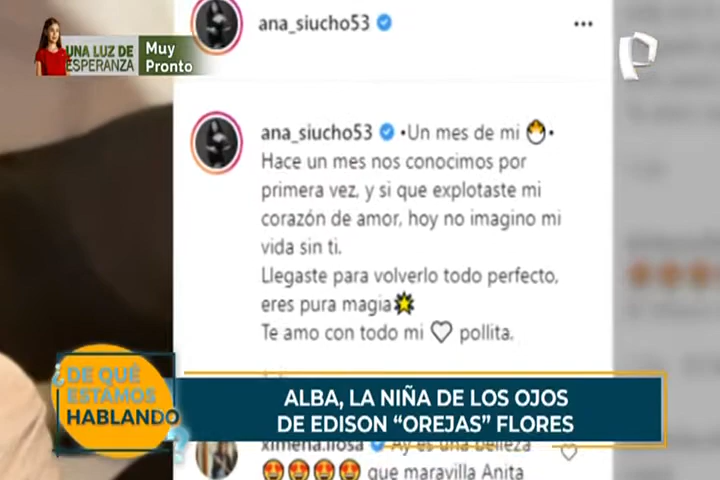 UNA LUZ DE
ESPERANZA
Muy
Pronto
ana_siucho53
ana_siucho53 •Un mes de mi 🐣•
Hace un mes nos conocimos por
primera vez, y si que explotaste mi
corazón de amor, hoy no imagino mi
vida sin ti.
Llegaste para volverlo todo perfecto,
eres pura magia🌟
Te amo con todo mi 🤍 pollita.
¿DE QUÉ
ESTAMOS
HABLANDO
?
ALBA, LA NIÑA DE LOS OJOS
DE EDISON “OREJAS” FLORES
ximena.llosa Ay es una belleza
😍😍😍😍 que maravilla Anita